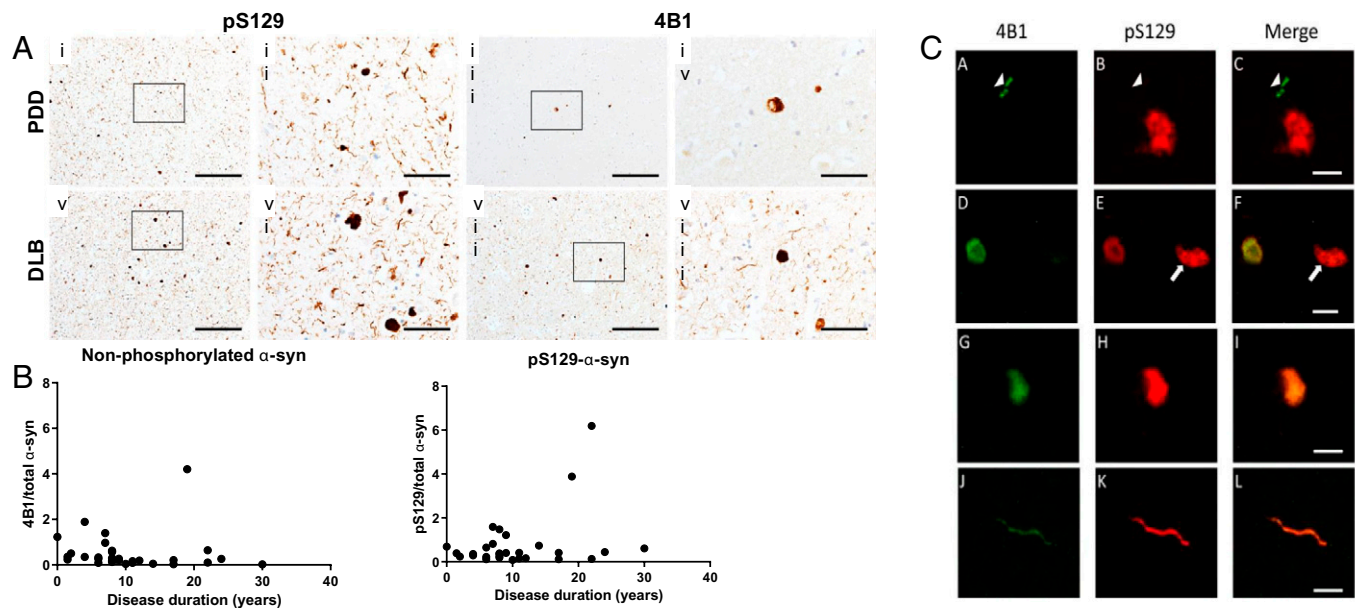 pS129 4B1
A
PDD
i
i
i
i
i
i
i
v
DLB
v
v
i
v
i
i
v
i
i
i
B
Non-phosphorylated α-syn
4B1/total α-syn
8
6
4
2
0
0 10 20 30 40
Disease duration (years)
pS129-α-syn
pS129/total α-syn
8
6
4
2
0
0 10 20 30 40
Disease duration (years)
C
4B1 pS129 Merge
A B C
D E F
G H I
J K L